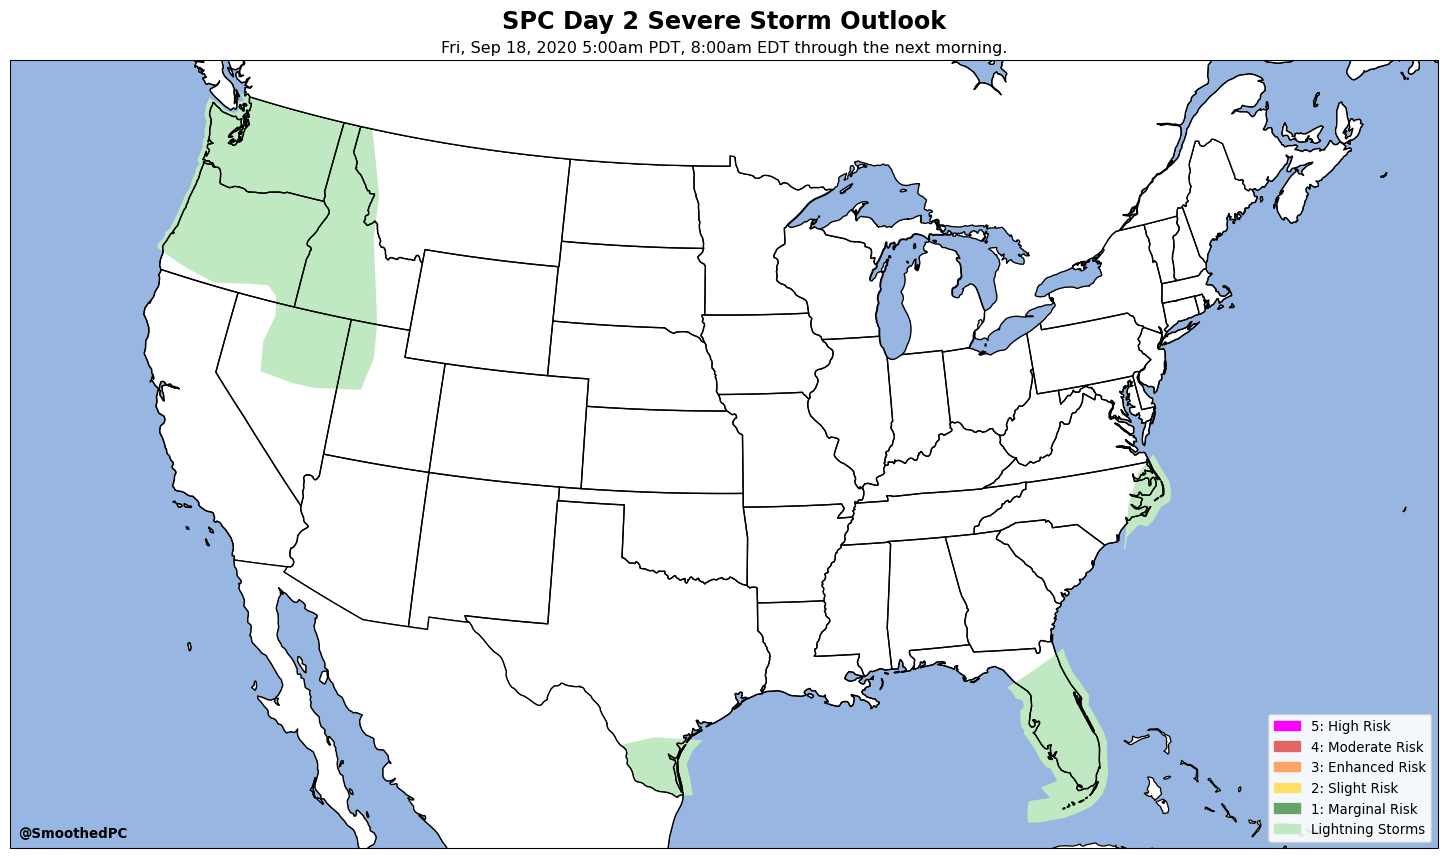 SPC Day 2 Severe Storm Outlook
Fri, Sep 18, 2020 5:00am PDT, 8:00am EDT through the next morning.
5: High Risk
4: Moderate Risk
3: Enhanced Risk
2: Slight Risk
1: Marginal Risk
Lightning Storms
@SmoothedPC